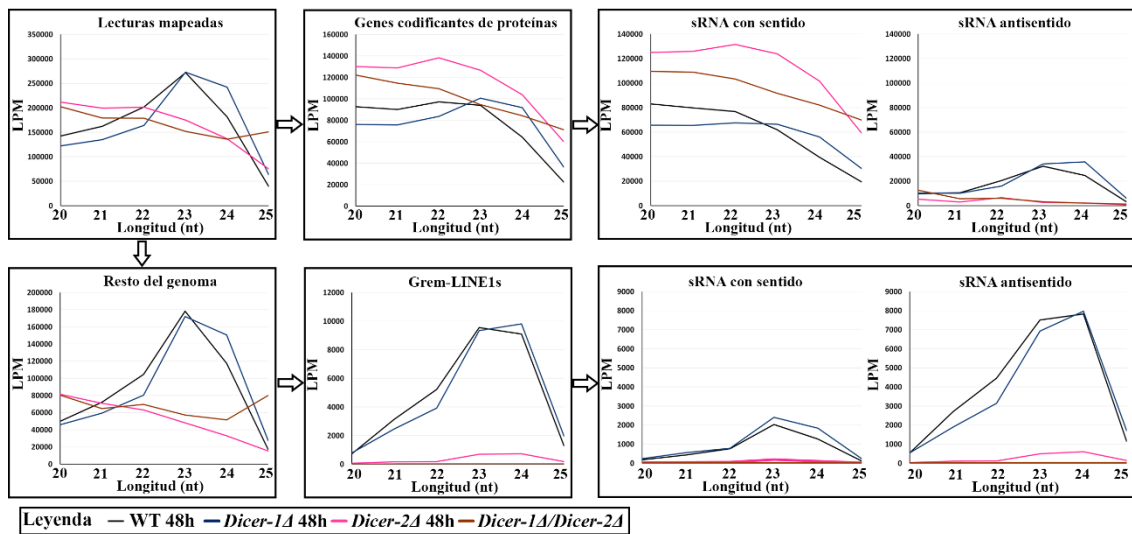 Lecturas mapeadas
LPM
350000
300000
250000
200000
150000
100000
50000
0
20 21 22 23 24 25
Longitud (nt)
Genes codificantes de proteínas
LPM
160000
140000
120000
100000
80000
60000
40000
20000
0
20 21 22 23 24 25
Longitud (nt)
sRNA con sentido
LPM
140000
120000
100000
80000
60000
40000
20000
0
20 21 22 23 24 25
Longitud (nt)
sRNA antisentido
LPM
140000
120000
100000
80000
60000
40000
20000
0
20 21 22 23 24 25
Longitud (nt)
Resto del genoma
LPM
200000
180000
160000
140000
120000
100000
80000
60000
40000
20000
0
20 21 22 23 24 25
Longitud (nt)
Grem-LINE1s
LPM
12000
10000
8000
6000
4000
2000
0
20 21 22 23 24 25
Longitud (nt)
sRNA con sentido
LPM
9000
8000
7000
6000
5000
4000
3000
2000
1000
0
20 21 22 23 24 25
Longitud (nt)
sRNA antisentido
LPM
9000
8000
7000
6000
5000
4000
3000
2000
1000
0
20 21 22 23 24 25
Longitud (nt)
Leyenda WT 48h Dicer-1Δ 48h Dicer-2Δ 48h Dicer-1Δ/Dicer-2Δ